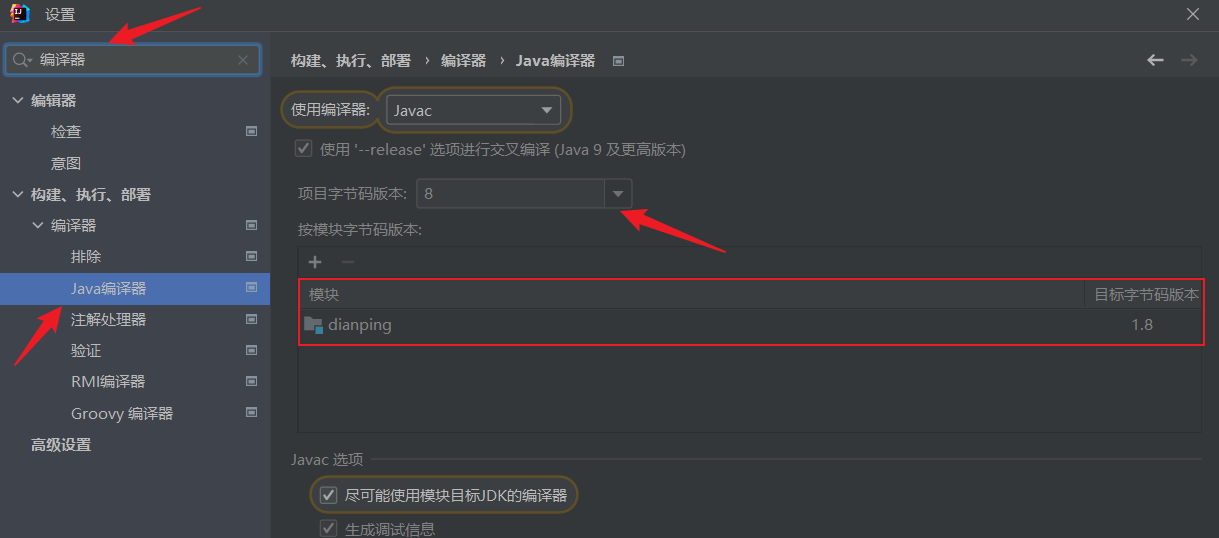 设置
编译器
编辑器
检查
意图
构建、执行、部署
编译器
排除
Java编译器
注解处理器
验证
RMI编译器
Groovy 编译器
高级设置
构建、执行、部署 › 编译器 › Java编译器
使用编译器: Javac
使用 '--release' 选项进行交叉编译 (Java 9 及更高版本)
项目字节码版本: 8
按模块字节码版本:
模块 目标字节码版本
dianping 1.8
Javac 选项
尽可能使用模块目标JDK的编译器
生成调试信息